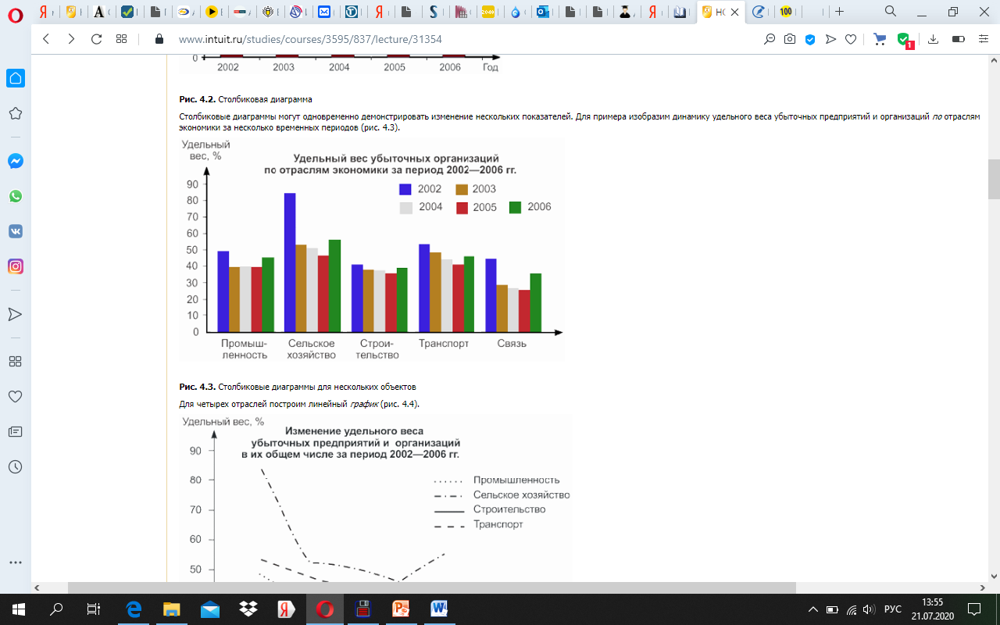 www.intuit.ru/studies/courses/3595/837/lecture/31354
0
2002 2003 2004 2005 2006 Год
Рис. 4.2. Столбиковая диаграмма
Столбиковые диаграммы могут одновременно демонстрировать изменение нескольких показателей. Для примера изобразим динамику удельного веса убыточных предприятий и организаций по отраслям
экономики за несколько временных периодов (рис. 4.3).
Удельный
вес, %
Удельный вес убыточных организаций
по отраслям экономики за период 2002—2006 гг.
2002 2003
2004 2005 2006
90
80
70
60
50
40
30
20
10
0
Промыш- Сельское Строи- Транспорт Связь
ленность хозяйство тельство
Рис. 4.3. Столбиковые диаграммы для нескольких объектов
Для четырех отраслей построим линейный график (рис. 4.4).
Удельный вес, %
Изменение удельного веса
убыточных предприятий и организаций
в их общем числе за период 2002—2006 гг.
90
80
70
60
50
Промышленность
Сельское хозяйство
Строительство
Транспорт
РУС
13:55
21.07.2020